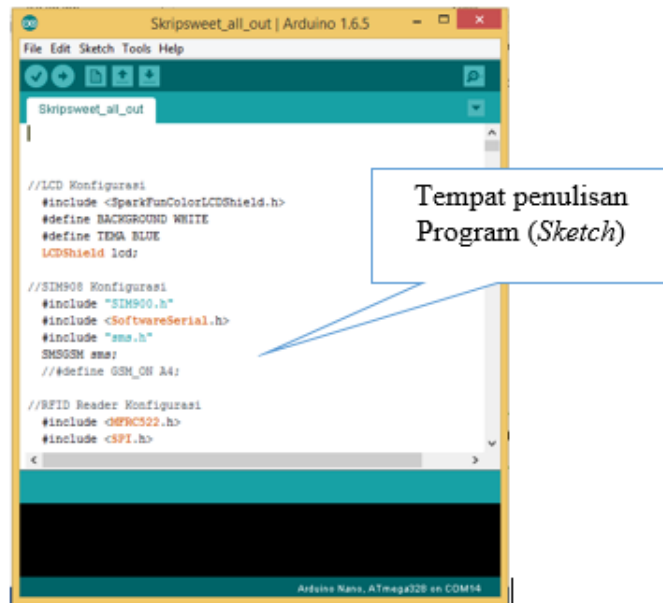 Skripsweet_all_out | Arduino 1.6.5
File Edit Sketch Tools Help
Skripsweet_all_out
//LCD Konfigurasi
#include <SparkFunColorLCDShield.h>
#define BACKGROUND WHITE
#define TEMA BLUE
LCDShield lcd;
//SIM908 Konfigurasi
#include "SIM900.h"
#include <SoftwareSerial.h>
#include "sms.h"
SMSGSM sms;
//#define GSM_ON A4;
//RFID Reader Konfigurasi
#include <MFRC522.h>
#include <SPI.h>
Tempat penulisan
Program (Sketch)
Arduino Nano, ATmega328 on COM14